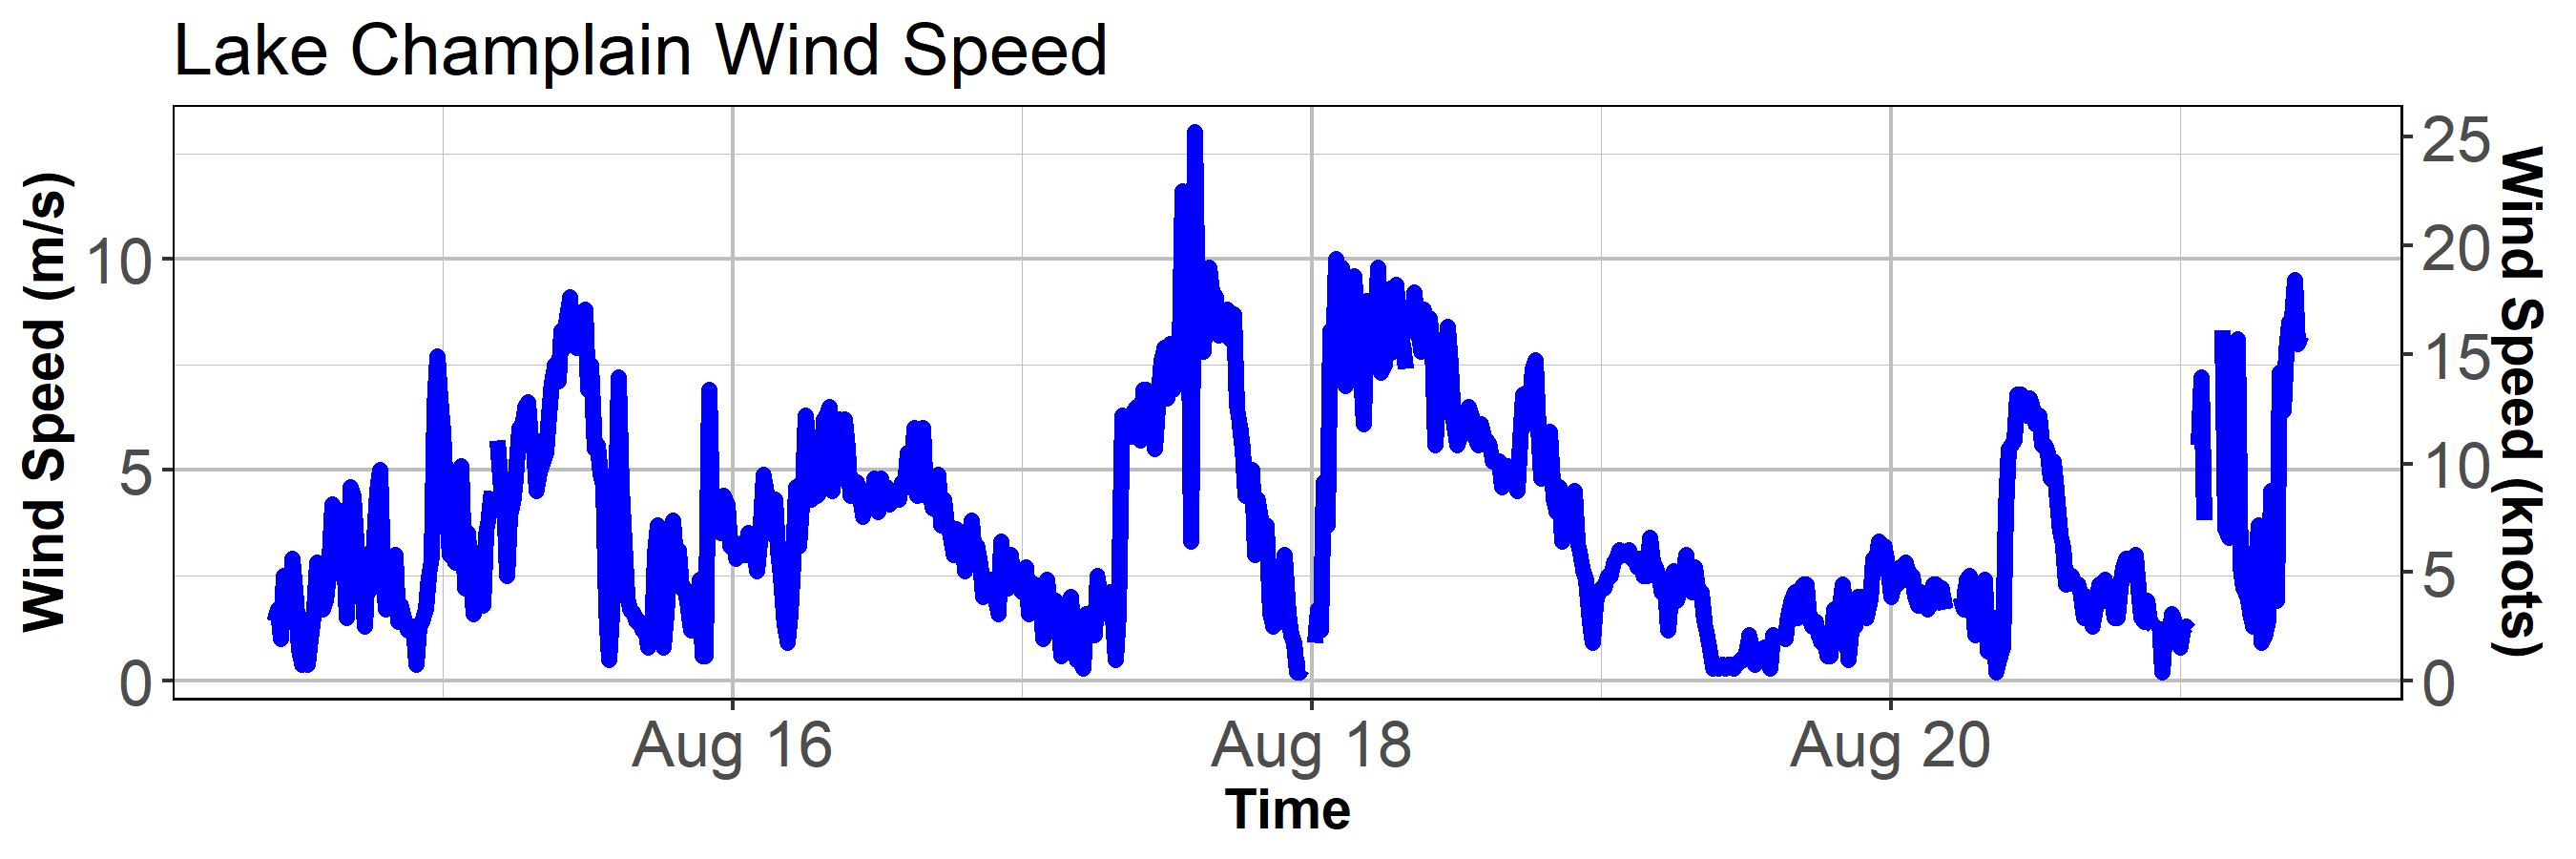 Lake Champlain Wind Speed
Wind Speed (m/s)
10
5
0
25
20
15
10
5
0
Wind Speed (knots)
Aug 16
Aug 18
Aug 20
Time